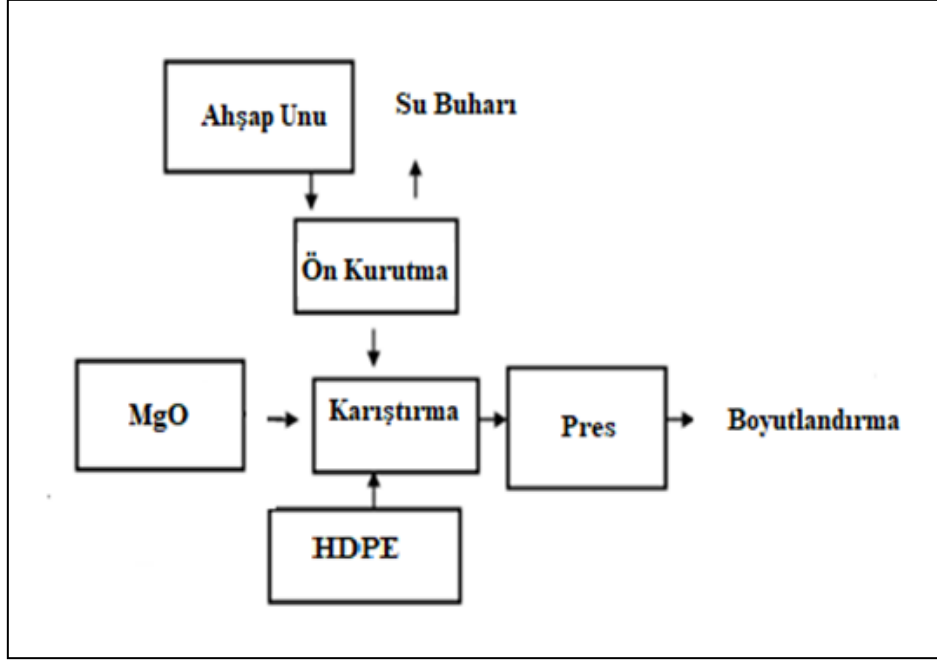 Ahşap Unu
Su Buharı
Ön Kurutma
MgO
Karıştırma
Pres
Boyutlandırma
HDPE